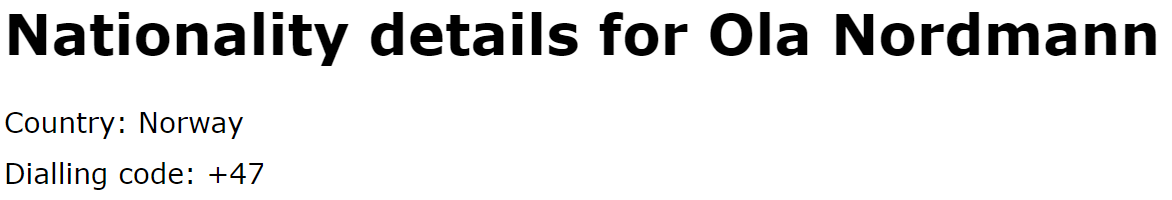 Nationality details for Ola Nordmann
Country: Norway
Dialling code: +47